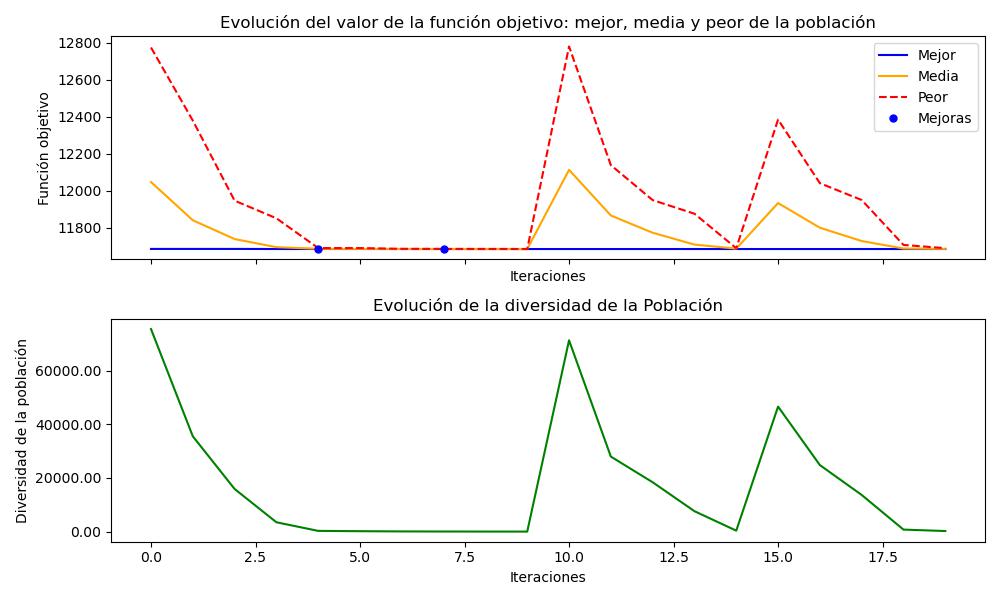 Evolución del valor de la función objetivo: mejor, media y peor de la población
12800
12600
12400
12200
12000
11800
Función objetivo
Mejor
Media
Peor
Mejoras
Iteraciones
Evolución de la diversidad de la Población
60000.00
40000.00
20000.00
0.00
Diversidad de la población
0.0 2.5 5.0 7.5 10.0 12.5 15.0 17.5
Iteraciones